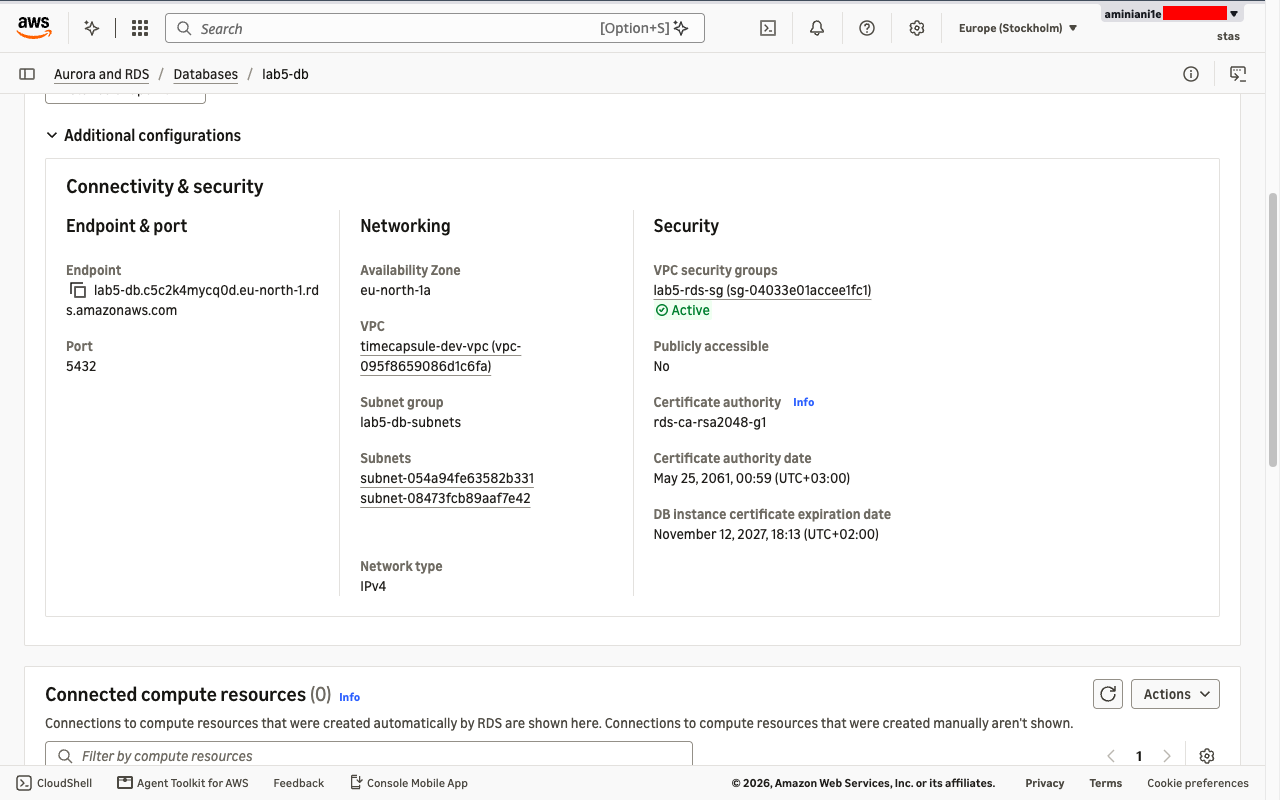 aws
Search
[Option+S]
Europe (Stockholm)
aminiani1e
stas
Aurora and RDS / Databases / lab5-db
Additional configurations
Connectivity & security
Endpoint & port
Endpoint
lab5-db.c5c2k4mycq0d.eu-north-1.rd
s.amazonaws.com
Port
5432
Networking
Availability Zone
eu-north-1a
VPC
timecapsule-dev-vpc (vpc-
095f8659086d1c6fa)
Subnet group
lab5-db-subnets
Subnets
subnet-054a94fe63582b331
subnet-08473fcb89aaf7e42
Network type
IPv4
Security
VPC security groups
lab5-rds-sg (sg-04033e01accee1fc1)
Active
Publicly accessible
No
Certificate authority Info
rds-ca-rsa2048-g1
Certificate authority date
May 25, 2061, 00:59 (UTC+03:00)
DB instance certificate expiration date
November 12, 2027, 18:13 (UTC+02:00)
Connected compute resources (0) Info
Actions
Connections to compute resources that were created automatically by RDS are shown here. Connections to compute resources that were created manually aren't shown.
Filter by compute resources
1
CloudShell
Agent Toolkit for AWS
Feedback
Console Mobile App
© 2026, Amazon Web Services, Inc. or its affiliates.
Privacy
Terms
Cookie preferences